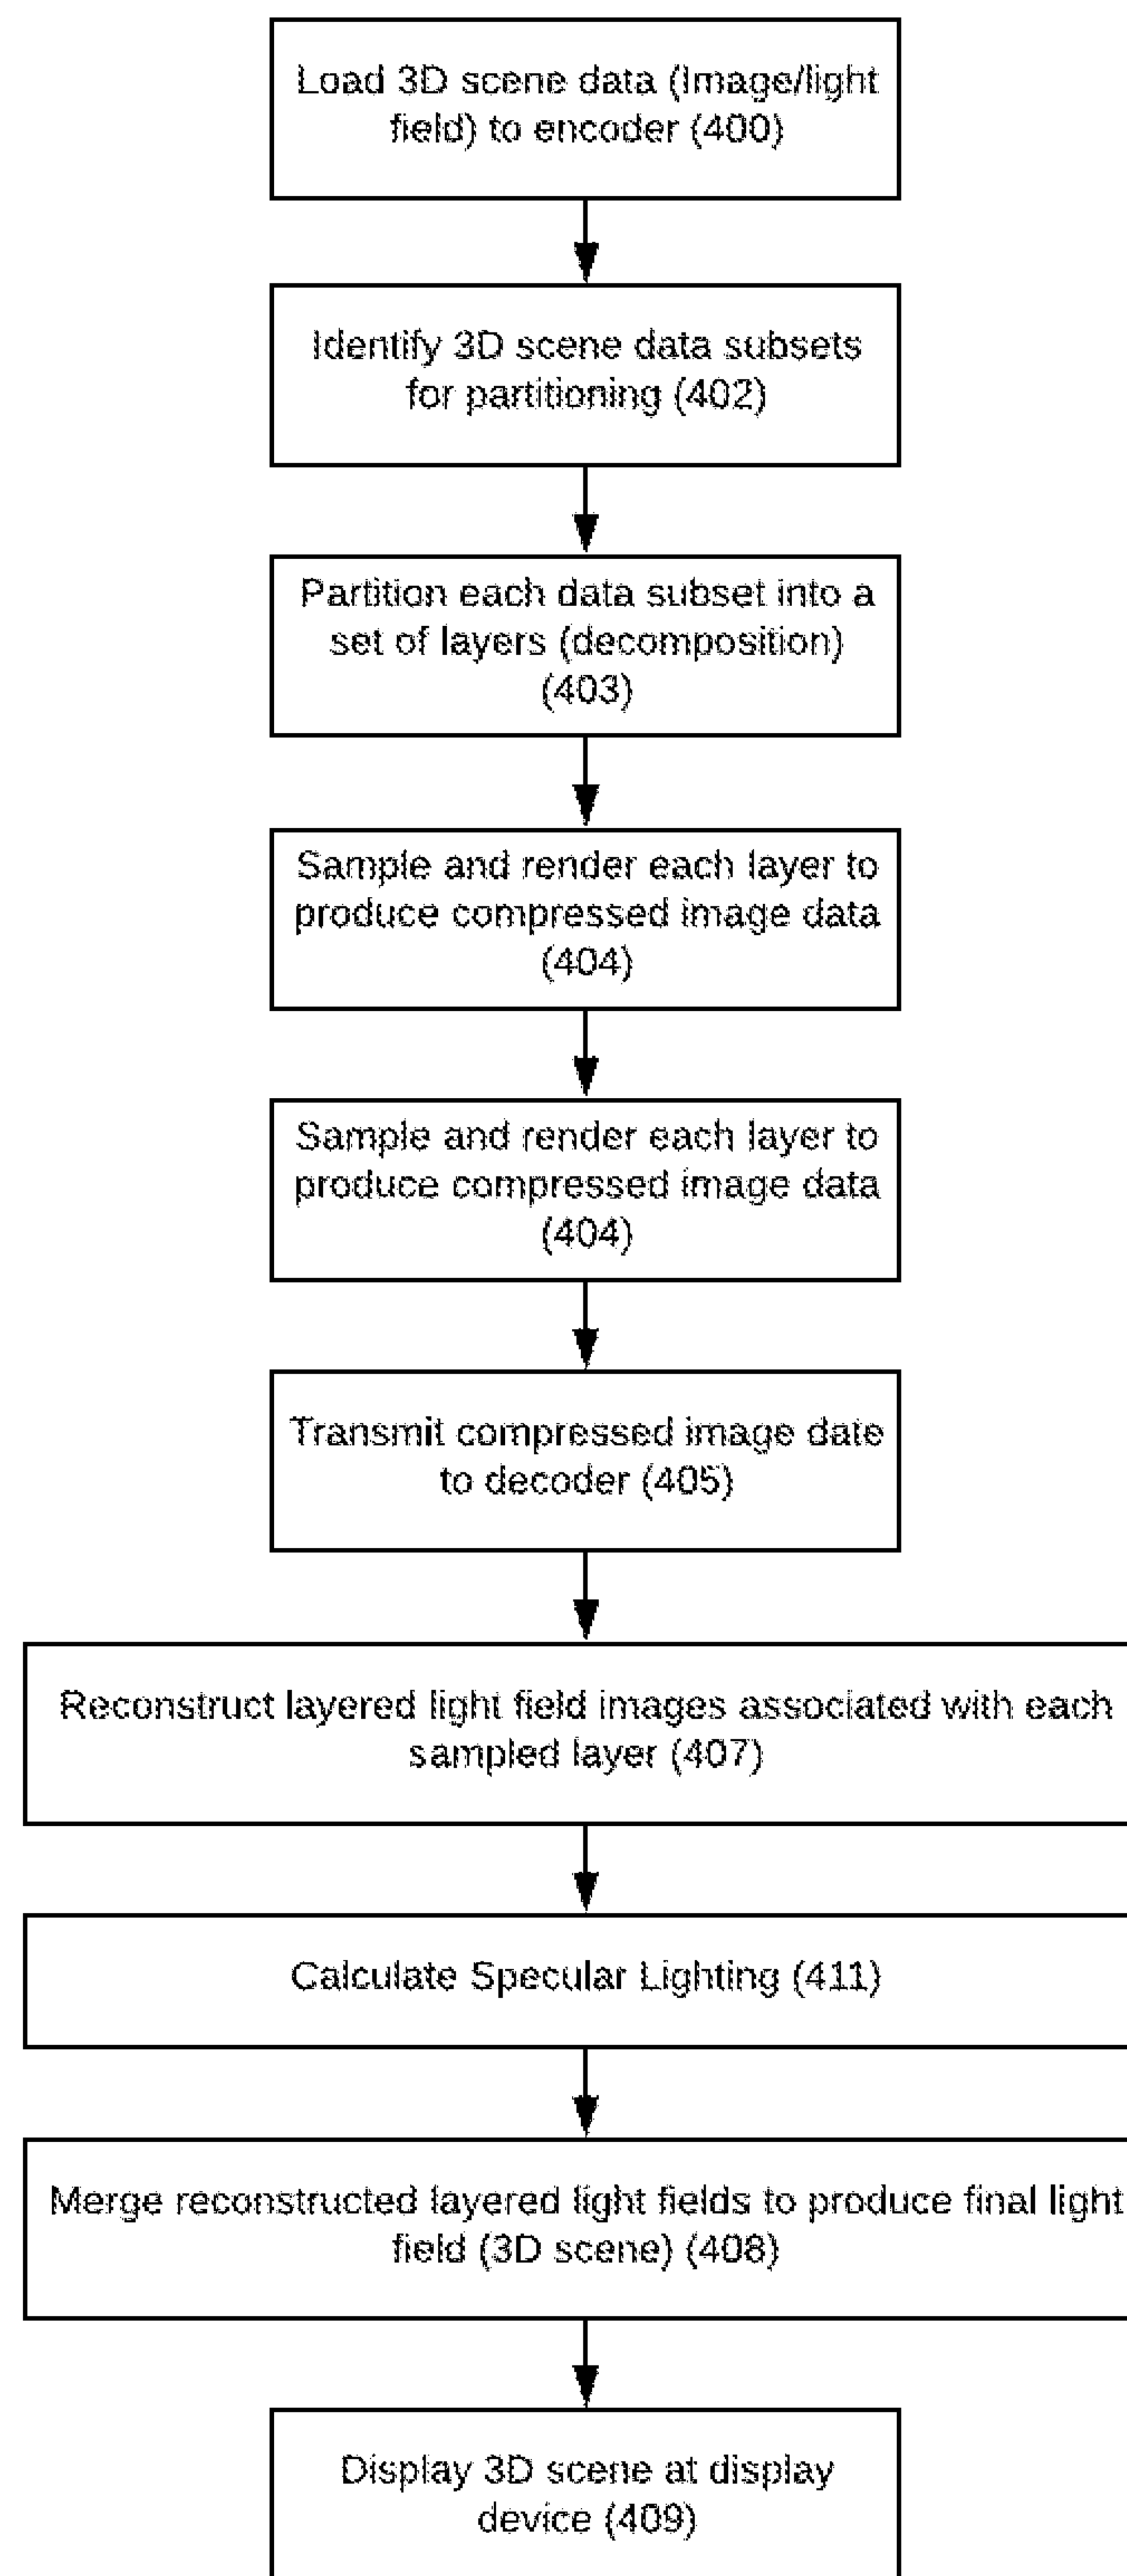 Load 3D scene data (Image/light
field) to encoder (400)
Identify 3D scene data subsets
for partitioning (402)
Partition each data subset into a
set of layers (decomposition)
(403)
Sample and render each layer to
produce compressed image data
(404)
Sample and render each layer to
produce compressed image data
(404)
Transmit compressed image date
to decoder (405)
Reconstruct layered light field images associated with each
sampled layer (407)
Calculate Specular Lighting (411)
Merge reconstructed layered light fields to produce final light
field (3D scene) (408)
Display 3D scene at display
device (409)